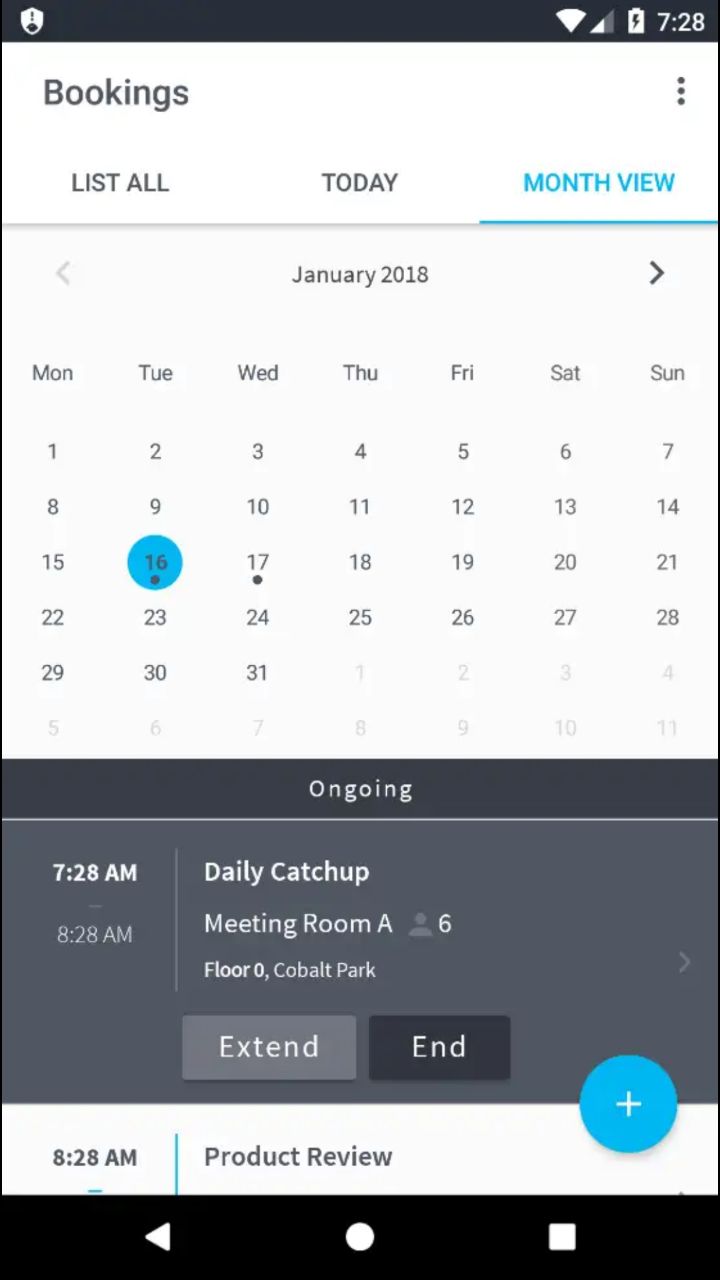 7:28
Bookings
LIST ALL TODAY MONTH VIEW
January 2018
Mon Tue Wed Thu Fri Sat Sun
1 2 3 4 5 6 7
8 9 10 11 12 13 14
15 16 17 18 19 20 21
22 23 24 25 26 27 28
29 30 31 1 2 3 4
5 6 7 8 9 10 11
Ongoing
7:28 AM Daily Catchup
–
8:28 AM Meeting Room A 6
Floor 0, Cobalt Park
Extend End
+
8:28 AM Product Review